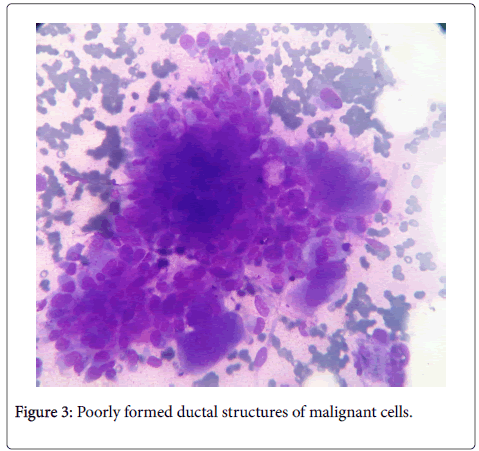 Figure 3: Poorly formed ductal structures of malignant cells.